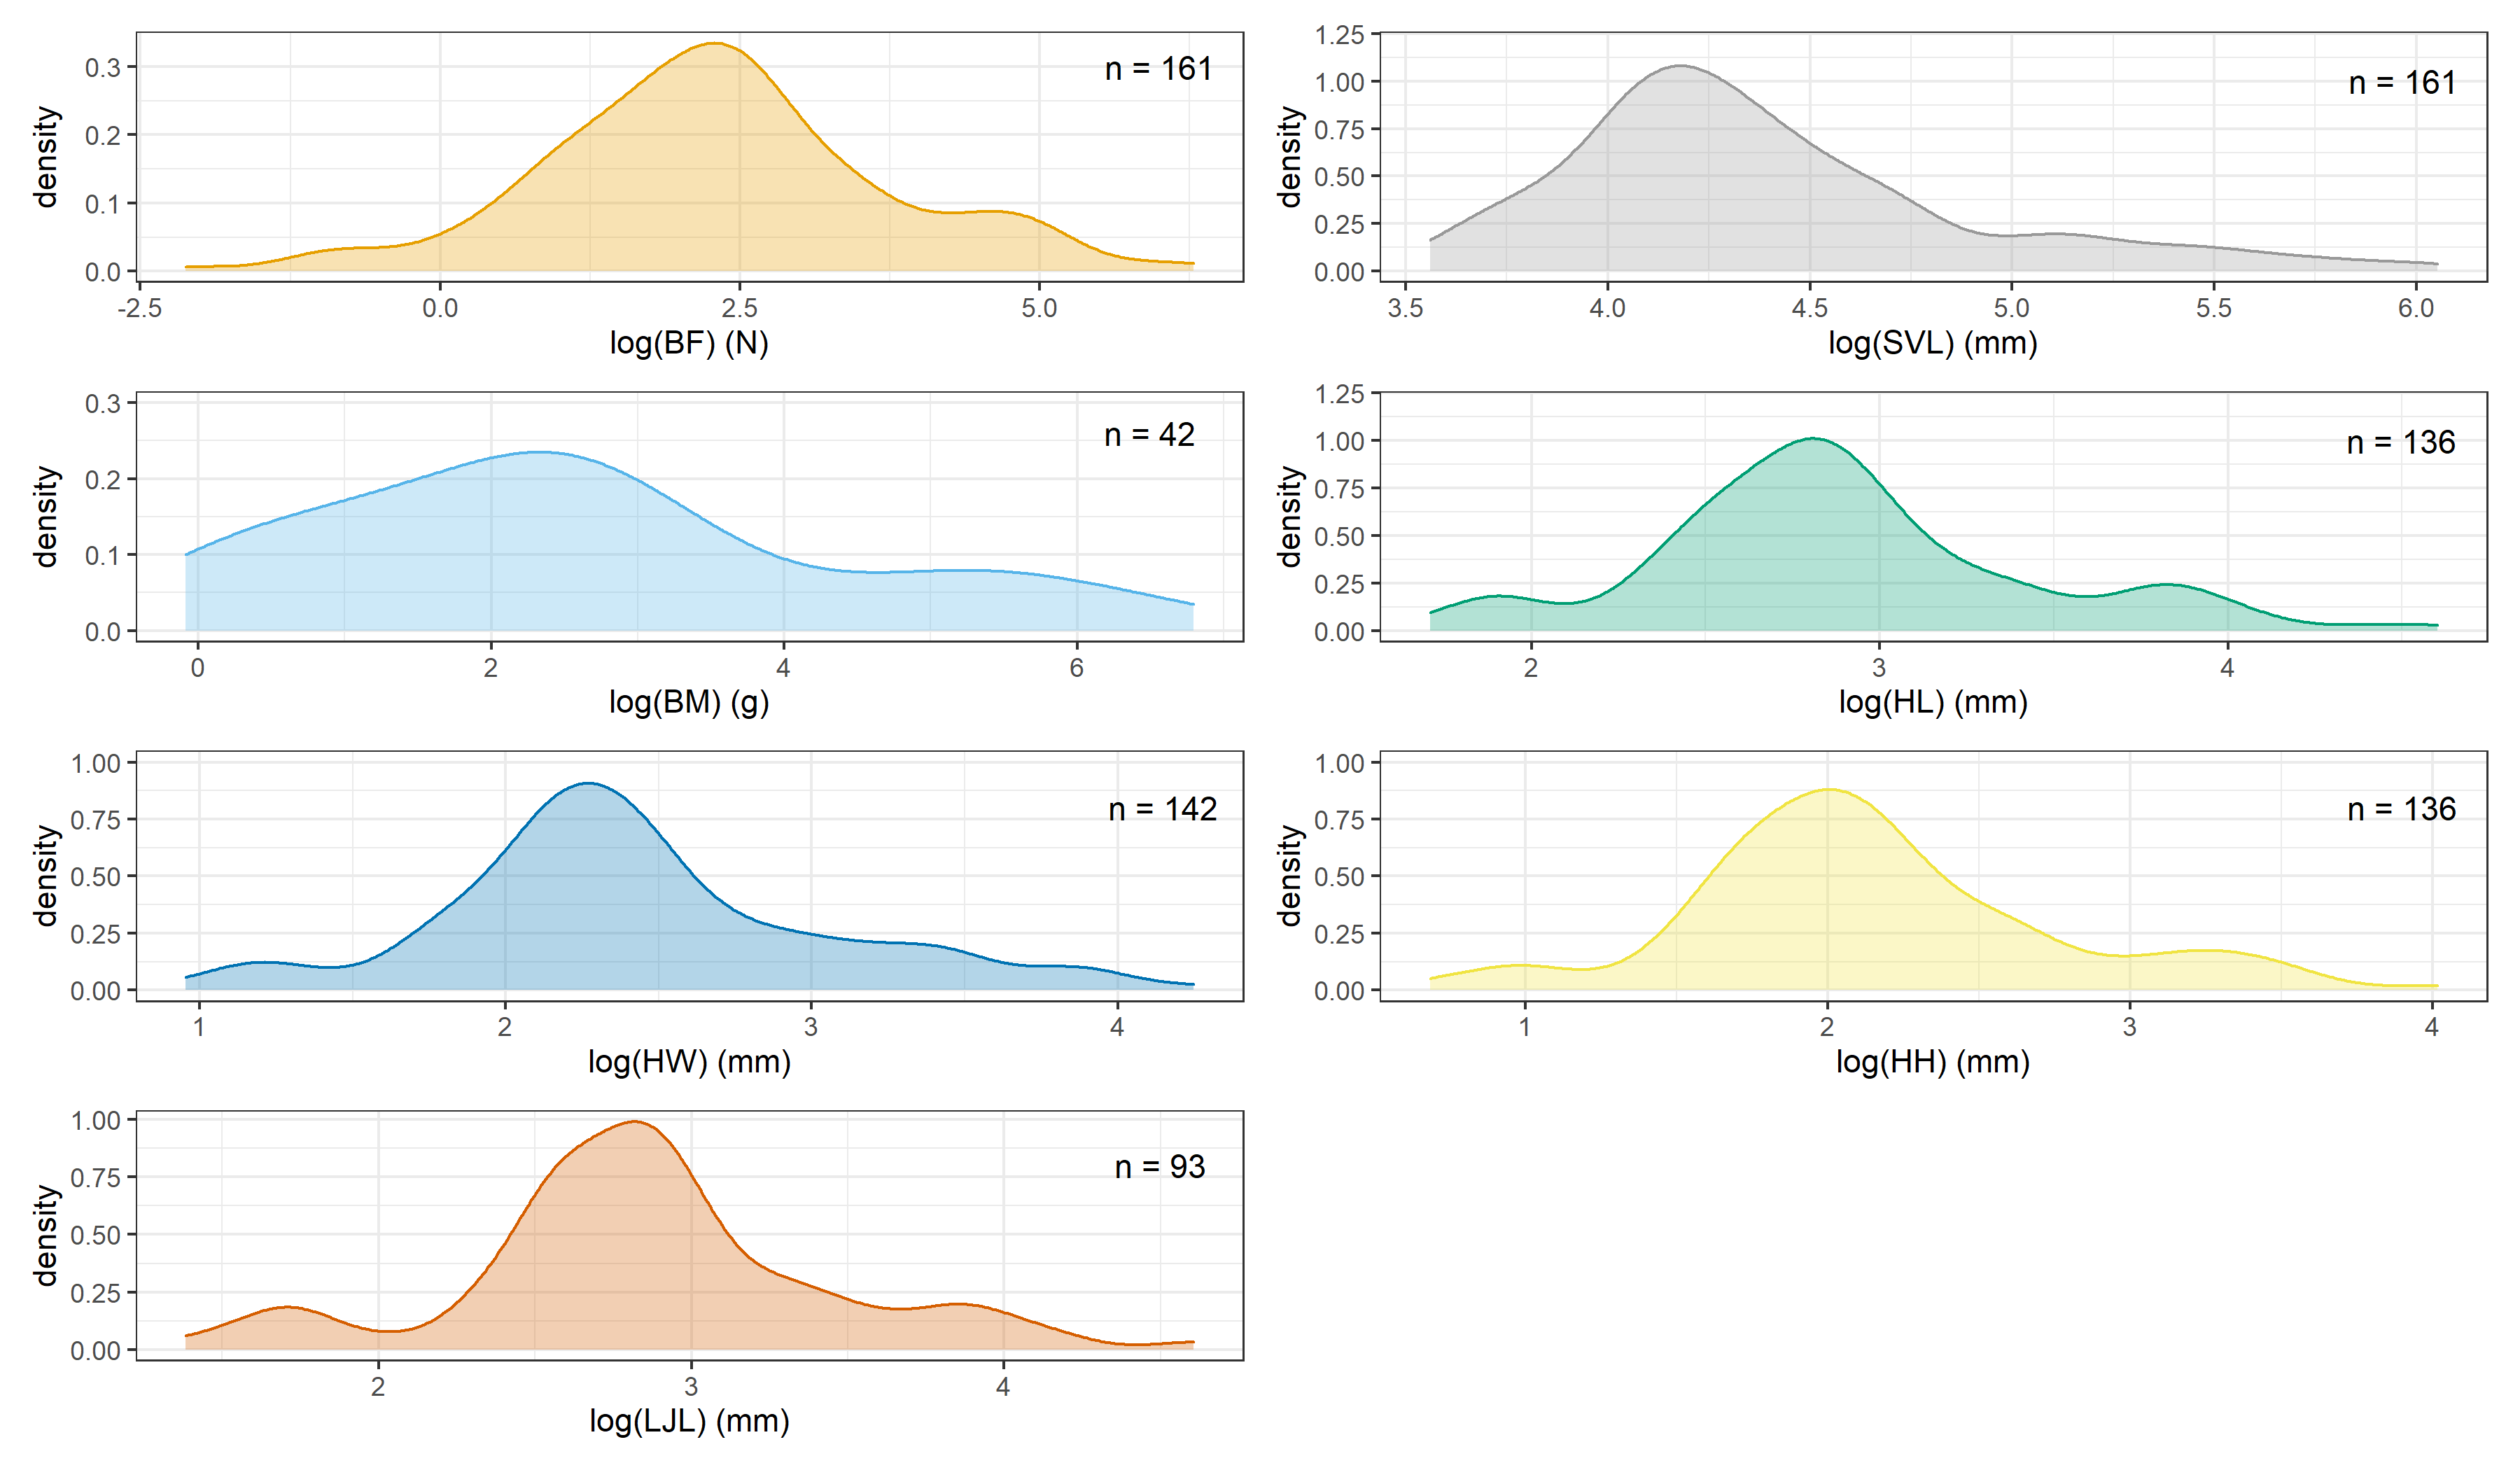 0.3
0.2
0.1
0.0
density
n = 161
-2.5 0.0 2.5 5.0
log(BF) (N)
1.25
1.00
0.75
0.50
0.25
0.00
density
n = 161
3.5 4.0 4.5 5.0 5.5 6.0
log(SVL) (mm)
0.3
0.2
0.1
0.0
density
n = 42
0 2 4 6
log(BM) (g)
1.25
1.00
0.75
0.50
0.25
0.00
density
n = 136
2 3 4
log(HL) (mm)
1.00
0.75
0.50
0.25
0.00
density
n = 142
1 2 3 4
log(HW) (mm)
1.00
0.75
0.50
0.25
0.00
density
n = 136
1 2 3 4
log(HH) (mm)
1.00
0.75
0.50
0.25
0.00
density
n = 93
2 3 4
log(LJL) (mm)